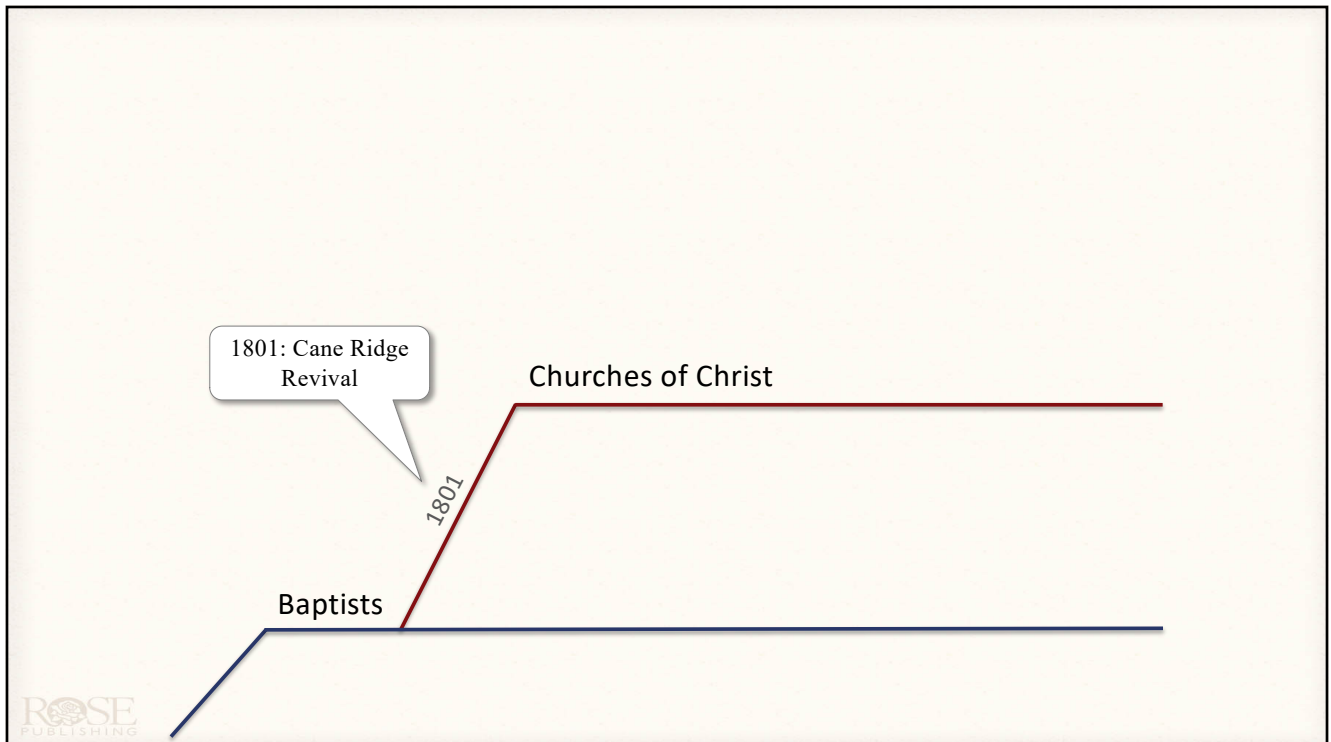 1801: Cane Ridge
Revival
Churches of Christ
1801
Baptists
ROSE
PUBLISHING